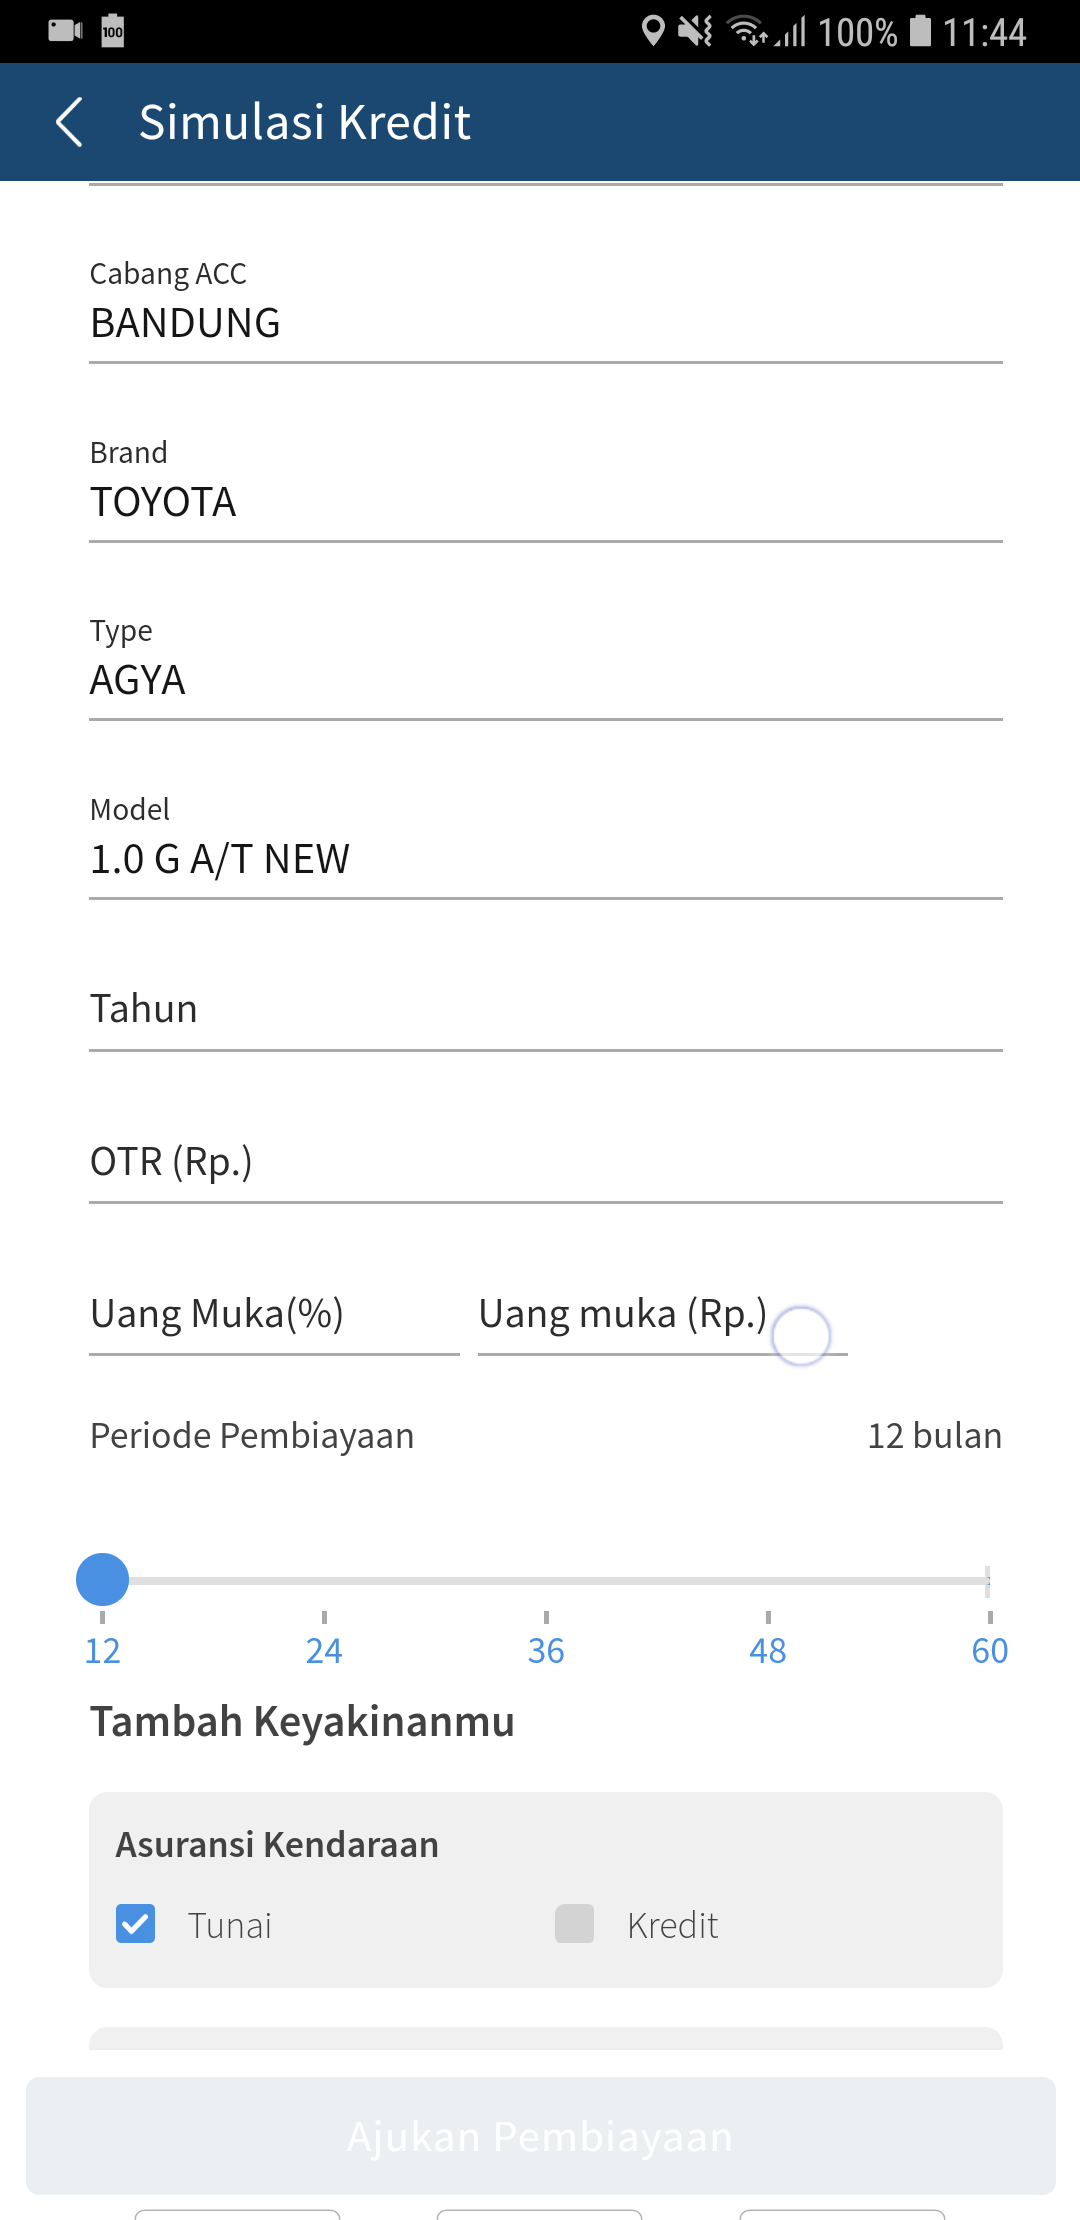 100 100% 11:44
Simulasi Kredit
Cabang ACC
BANDUNG
Brand
TOYOTA
Type
AGYA
Model
1.0 G A/T NEW
Tahun
OTR (Rp.)
Uang Muka(%) Uang muka (Rp.)
Periode Pembiayaan 12 bulan
12 24 36 48 60
Tambah Keyakinanmu
Asuransi Kendaraan
Tunai Kredit
Ajukan Pembiayaan